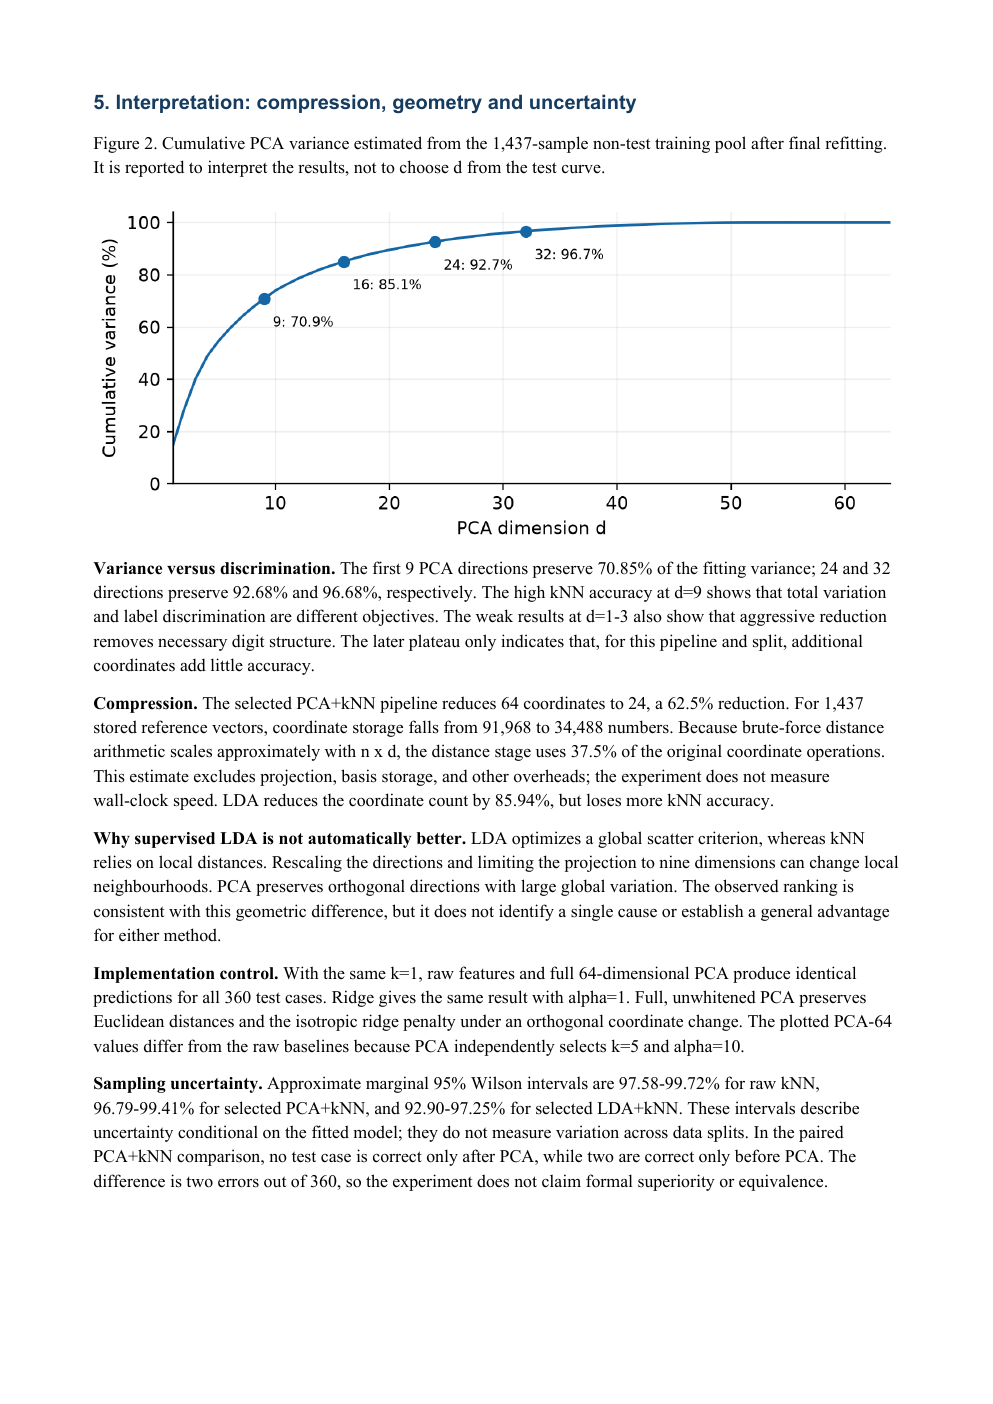 5. Interpretation: compression, geometry and uncertainty
Figure 2. Cumulative PCA variance estimated from the 1,437-sample non-test training pool after final refitting.
It is reported to interpret the results, not to choose d from the test curve.
100
80
60
40
20
0
Cumulative variance (%)
9: 70.9%
16: 85.1%
24: 92.7%
32: 96.7%
10 20 30 40 50 60
PCA dimension d
Variance versus discrimination. The first 9 PCA directions preserve 70.85% of the fitting variance; 24 and 32
directions preserve 92.68% and 96.68%, respectively. The high kNN accuracy at d=9 shows that total variation
and label discrimination are different objectives. The weak results at d=1-3 also show that aggressive reduction
removes necessary digit structure. The later plateau only indicates that, for this pipeline and split, additional
coordinates add little accuracy.
Compression. The selected PCA+kNN pipeline reduces 64 coordinates to 24, a 62.5% reduction. For 1,437
stored reference vectors, coordinate storage falls from 91,968 to 34,488 numbers. Because brute-force distance
arithmetic scales approximately with n x d, the distance stage uses 37.5% of the original coordinate operations.
This estimate excludes projection, basis storage, and other overheads; the experiment does not measure
wall-clock speed. LDA reduces the coordinate count by 85.94%, but loses more kNN accuracy.
Why supervised LDA is not automatically better. LDA optimizes a global scatter criterion, whereas kNN
relies on local distances. Rescaling the directions and limiting the projection to nine dimensions can change local
neighbourhoods. PCA preserves orthogonal directions with large global variation. The observed ranking is
consistent with this geometric difference, but it does not identify a single cause or establish a general advantage
for either method.
Implementation control. With the same k=1, raw features and full 64-dimensional PCA produce identical
predictions for all 360 test cases. Ridge gives the same result with alpha=1. Full, unwhitened PCA preserves
Euclidean distances and the isotropic ridge penalty under an orthogonal coordinate change. The plotted PCA-64
values differ from the raw baselines because PCA independently selects k=5 and alpha=10.
Sampling uncertainty. Approximate marginal 95% Wilson intervals are 97.58-99.72% for raw kNN,
96.79-99.41% for selected PCA+kNN, and 92.90-97.25% for selected LDA+kNN. These intervals describe
uncertainty conditional on the fitted model; they do not measure variation across data splits. In the paired
PCA+kNN comparison, no test case is correct only after PCA, while two are correct only before PCA. The
difference is two errors out of 360, so the experiment does not claim formal superiority or equivalence.